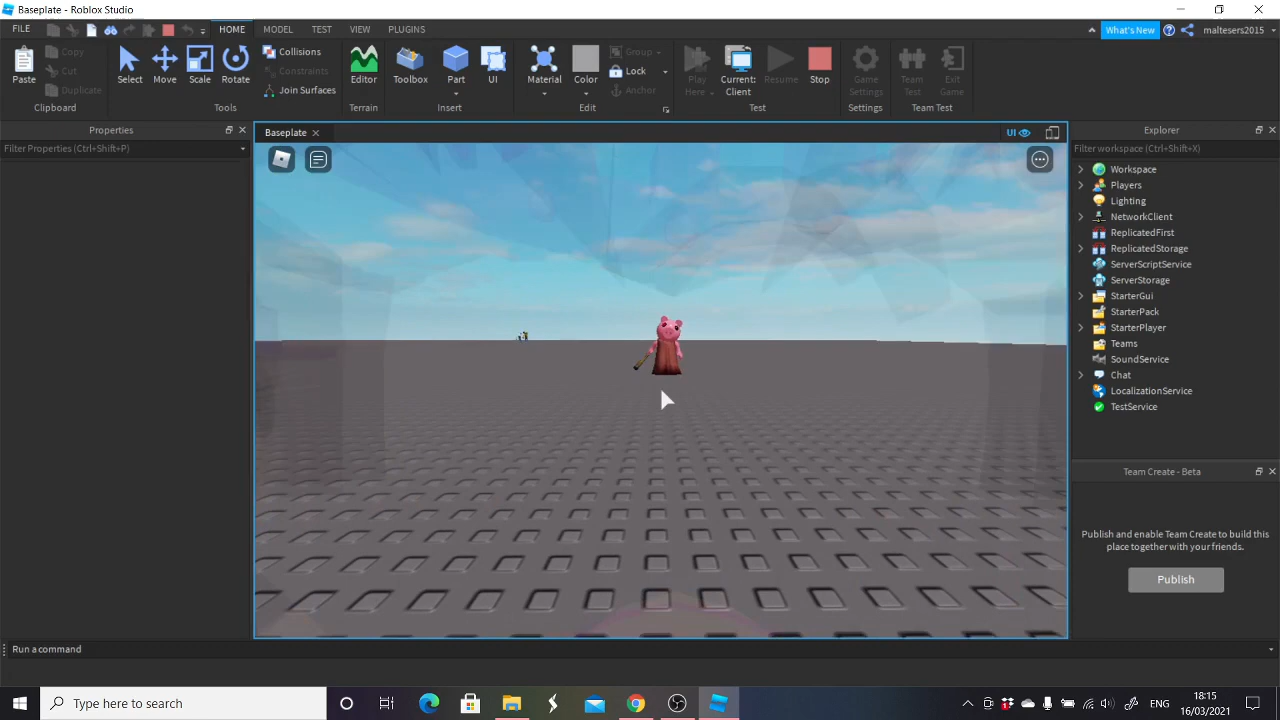 Baseplate - Roblox Studio
FILE HOME MODEL TEST VIEW PLUGINS What's New maltesers2015
Paste Copy Cut Duplicate Select Move Scale Rotate Collisions Constraints Join Surfaces Editor Toolbox Part UI Material Color Group Lock Anchor Play Here Current: Client Resume Stop Game Settings Team Test Exit Game
Clipboard Tools Terrain Insert Edit Test Settings Team Test
Properties
Filter Properties (Ctrl+Shift+P)
Baseplate UI
Explorer
Filter workspace (Ctrl+Shift+X)
Workspace
Players
Lighting
NetworkClient
ReplicatedFirst
ReplicatedStorage
ServerScriptService
ServerStorage
StarterGui
StarterPack
StarterPlayer
Teams
SoundService
Chat
LocalizationService
TestService
Team Create - Beta
Publish and enable Team Create to build this
place together with your friends.
Publish
Run a command
Type here to search
ENG
18:15
16/03/2021